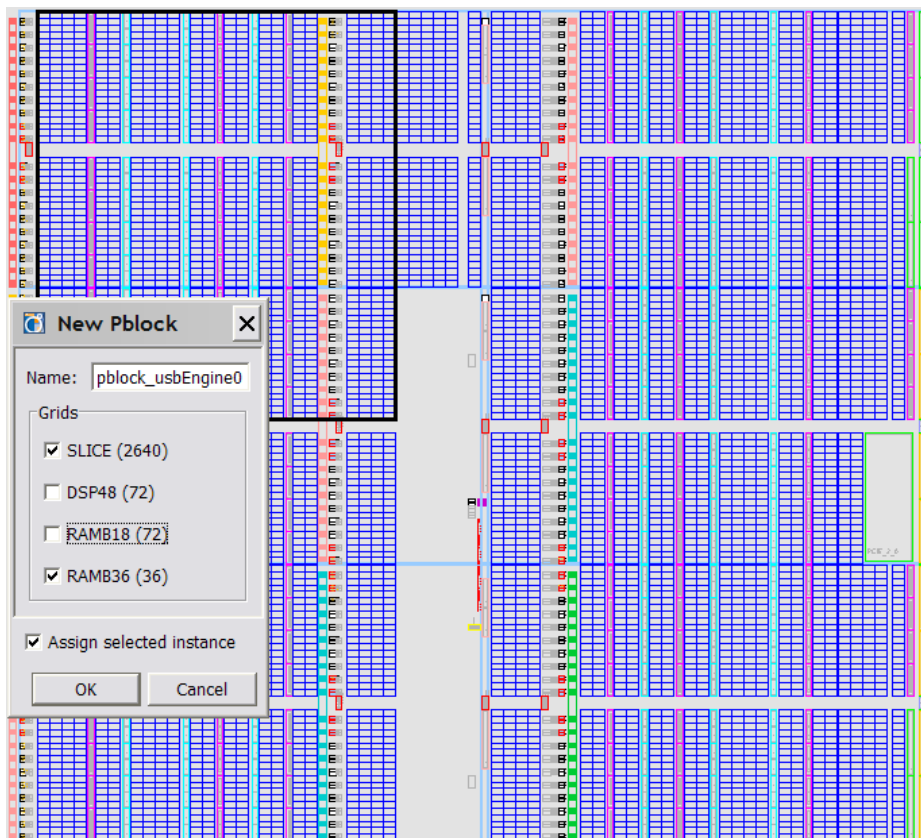 New Pblock
Name: pblock_usbEngine0
Grids
SLICE (2640)
DSP48 (72)
RAMB18 (72)
RAMB36 (36)
Assign selected instance
OK
Cancel